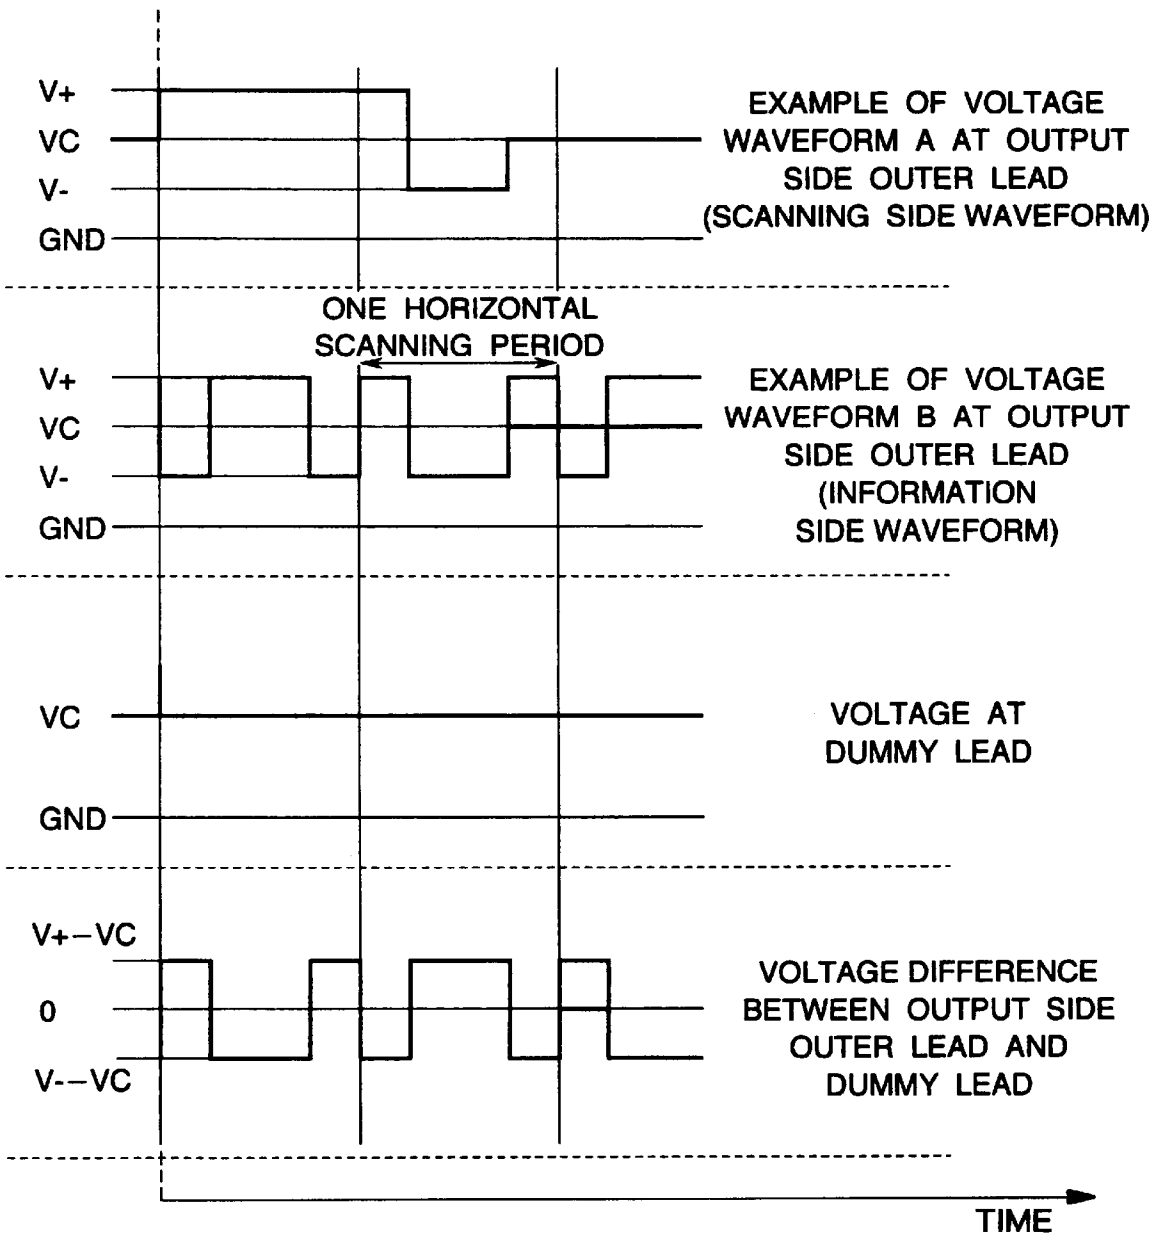 V+
VC
V-
GND
EXAMPLE OF VOLTAGE
WAVEFORM A AT OUTPUT
SIDE OUTER LEAD
(SCANNING SIDE WAVEFORM)
ONE HORIZONTAL
SCANNING PERIOD
V+
VC
V-
GND
EXAMPLE OF VOLTAGE
WAVEFORM B AT OUTPUT
SIDE OUTER LEAD
(INFORMATION
SIDE WAVEFORM)
VC
GND
VOLTAGE AT
DUMMY LEAD
V+−VC
0
V-−VC
VOLTAGE DIFFERENCE
BETWEEN OUTPUT SIDE
OUTER LEAD AND
DUMMY LEAD
TIME